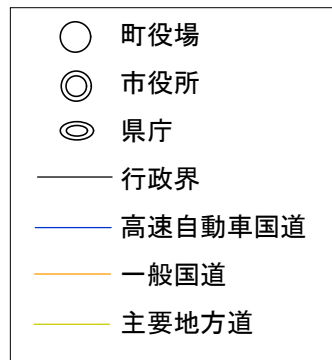 町役場
市役所
県庁
行政界
高速自動車国道
一般国道
主要地方道